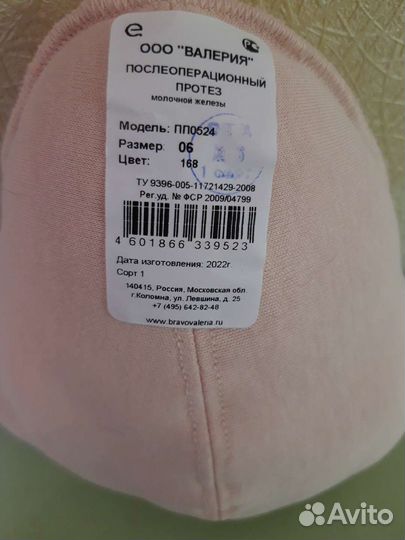 ООО "ВАЛЕРИЯ"
ПОСЛЕОПЕРАЦИОННЫЙ
ПРОТЕЗ
молочной железы
Модель: ПП0524
Размер 06
Цвет: 168
ТУ 9396-005-11721429-2008
Рег.уд. № ФСР 2009/04799
4 601866 339523
Дата изготовления: 2022г.
Сорт 1
140415, Россия, Московская обл.
г.Коломна, ул. Левшина, д. 25
+7 (495) 642-82-48
www.bravovaleria.ru
Avito